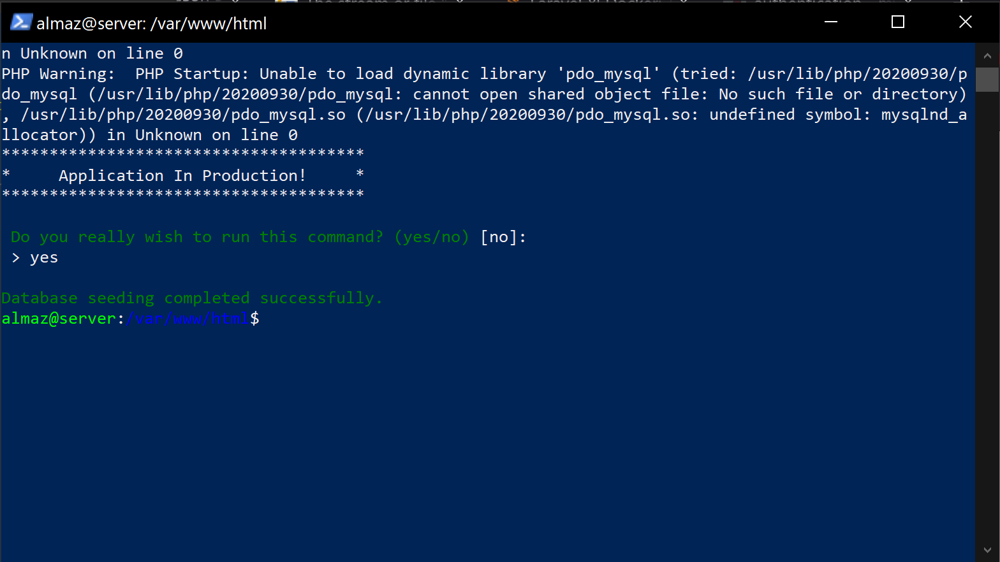 almaz@server: /var/www/html
n Unknown on line 0
PHP Warning:  PHP Startup: Unable to load dynamic library 'pdo_mysql' (tried: /usr/lib/php/20200930/p
do_mysql (/usr/lib/php/20200930/pdo_mysql: cannot open shared object file: No such file or directory)
, /usr/lib/php/20200930/pdo_mysql.so (/usr/lib/php/20200930/pdo_mysql.so: undefined symbol: mysqlnd_a
llocator)) in Unknown on line 0
**************************************
*     Application In Production!     *
**************************************
Do you really wish to run this command? (yes/no) [no]:
> yes
Database seeding completed successfully.
almaz@server:/var/www/html$